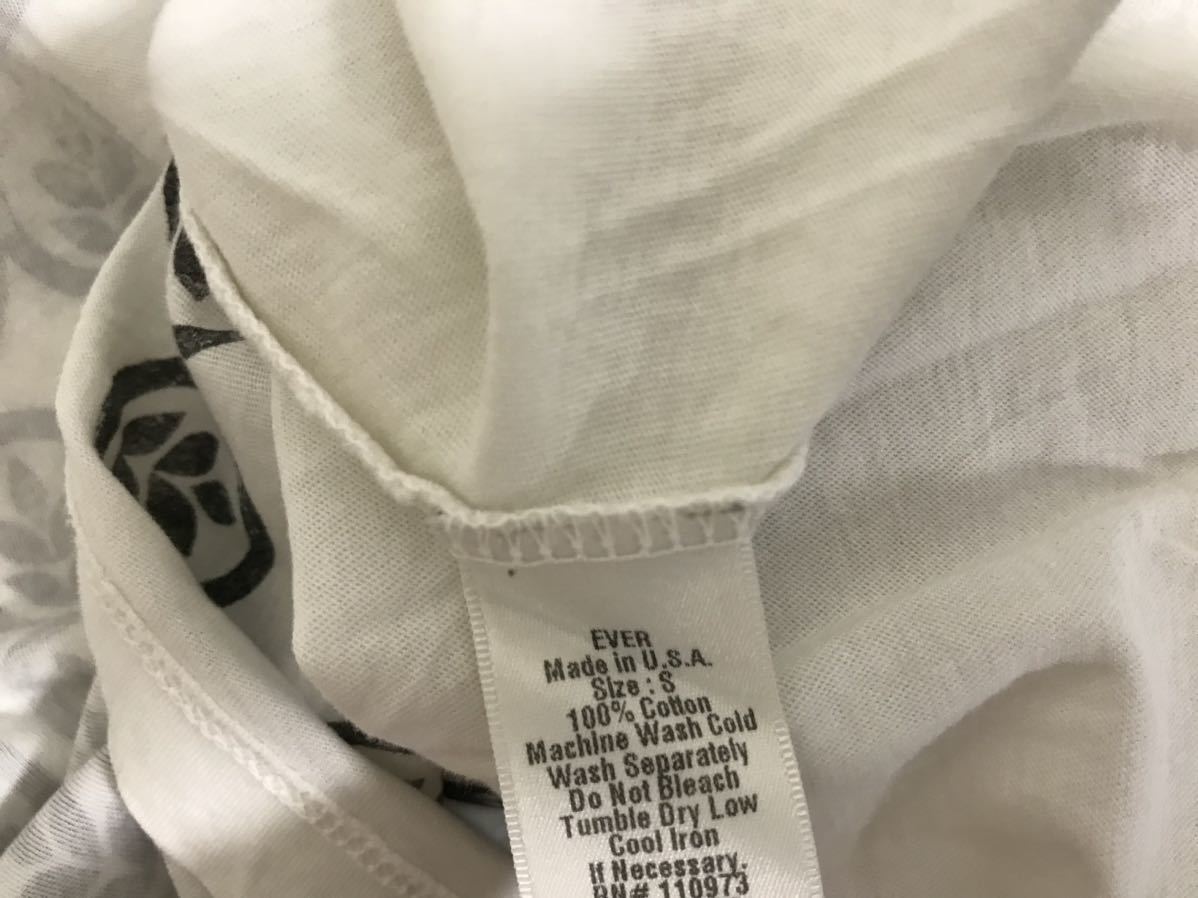 EVER
Made in U.S.A.
Size : S
100% Cotton
Machine Wash Cold
Wash Separately
Do Not Bleach
Tumble Dry Low
Cool Iron
If Necessary.
RN# 110973